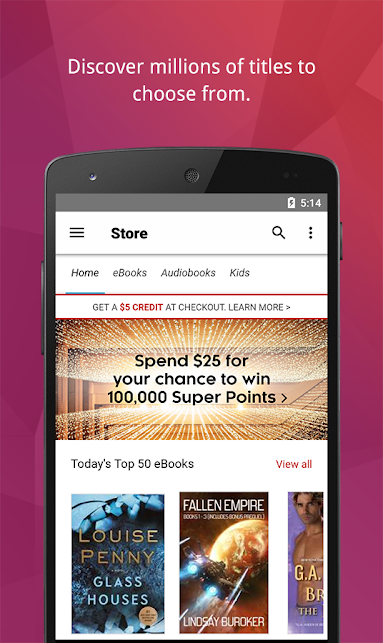 Discover millions of titles to
choose from.
5:14
Store
Home eBooks Audiobooks Kids
GET A $5 CREDIT AT CHECKOUT. LEARN MORE >
Spend $25 for
your chance to win
100,000 Super Points >
Today's Top 50 eBooks View all
LOUISE
PENNY
GLASS
HOUSES
FALLEN EMPIRE
BOOKS 1-3 (INCLUDES BONUS PREQUEL)
LINDSAY BUROKER
G.A.
BR
THE